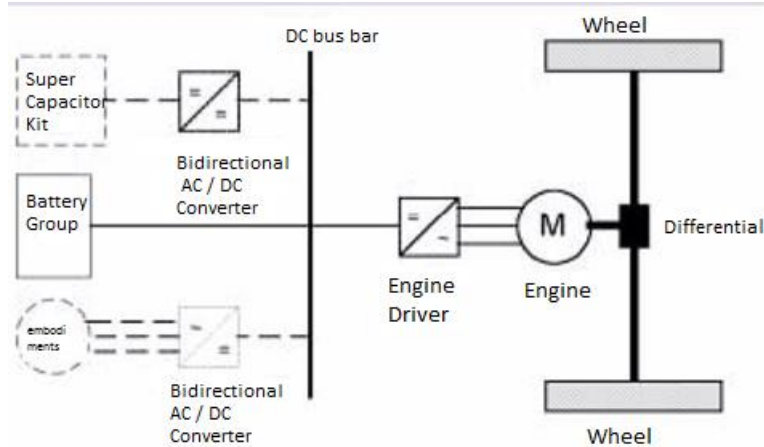 DC bus bar
Wheel
Super
Capacitor
Kit
=
=
Bidirectional
AC / DC
Converter
Battery
Group
=
~
M
Differential
Engine
Driver
Engine
embodi
ments
~
=
Bidirectional
AC / DC
Converter
Wheel